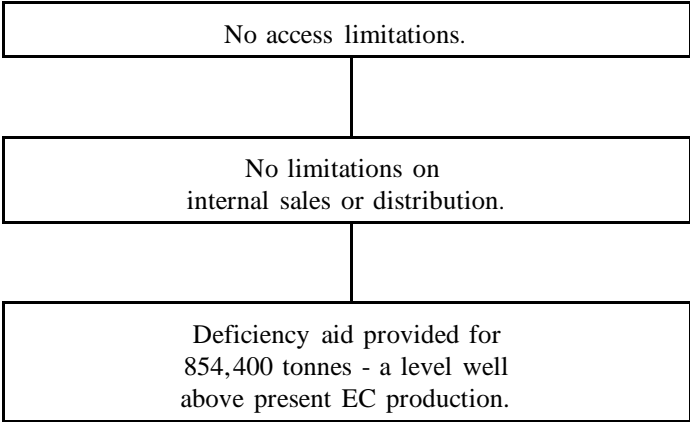 No access limitations.
No limitations on
internal sales or distribution.
Deficiency aid provided for
854,400 tonnes - a level well
above present EC production.